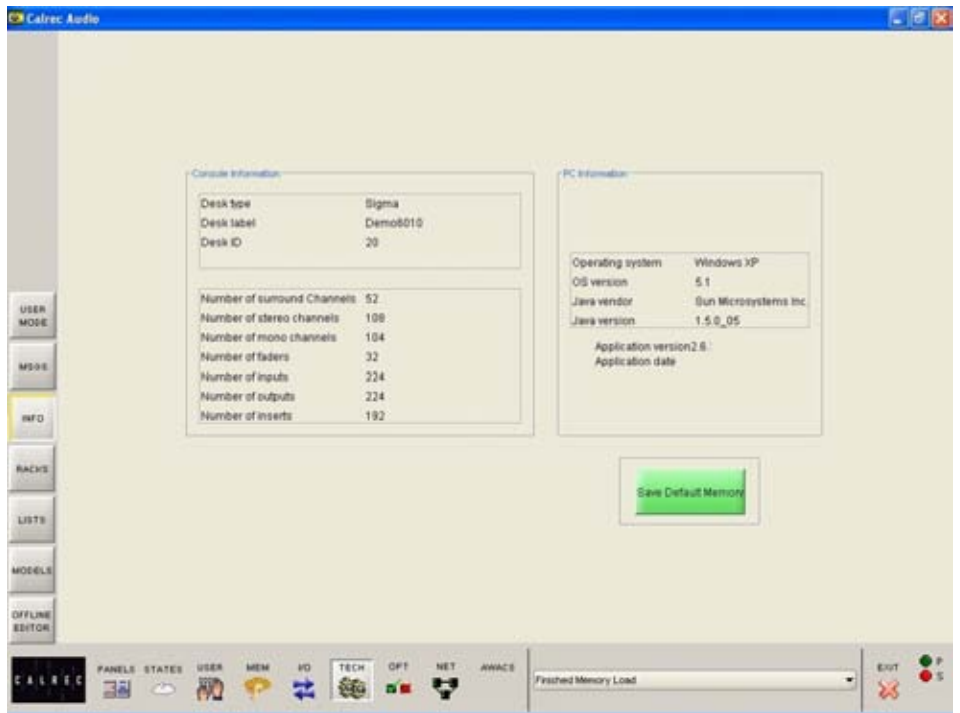 Calrec Audio
Console Information
Desk type Sigma
Desk label Demo6010
Desk ID 20
Number of surround Channels 52
Number of stereo channels 108
Number of mono channels 104
Number of faders 32
Number of inputs 224
Number of outputs 224
Number of inserts 192
PC Information
Operating system Windows XP
OS version 5.1
Java vendor Sun Microsystems Inc
Java version 1.5.0_05
Application version2.6.
Application date
Save Default Memory
USER MODE
MSGS
INFO
RACKS
LISTS
MODELS
OFFLINE EDITOR
CALREC
PANELS STATES USER MEM I/O TECH OPT NET AWACS
Finished Memory Load
EXIT
P
S